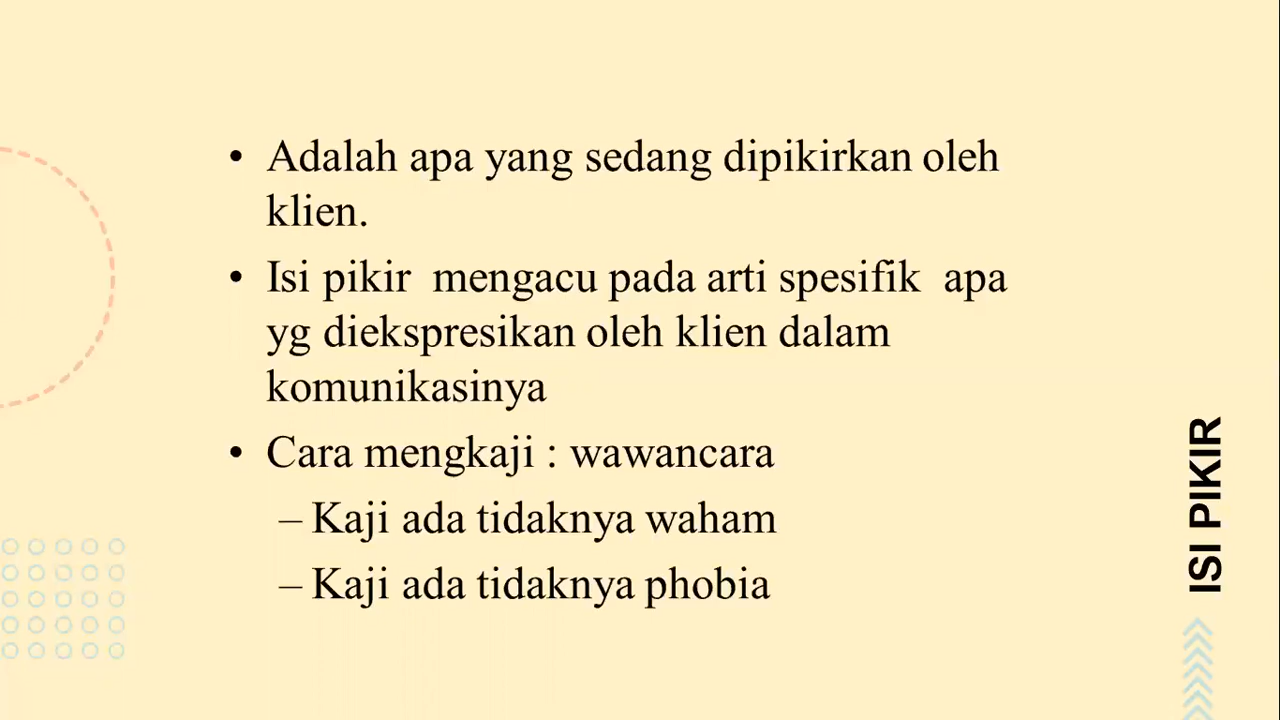 • Adalah apa yang sedang dipikirkan oleh
klien.
• Isi pikir mengacu pada arti spesifik apa
yg diekspresikan oleh klien dalam
komunikasinya
• Cara mengkaji : wawancara
– Kaji ada tidaknya waham
– Kaji ada tidaknya phobia
ISI PIKIR